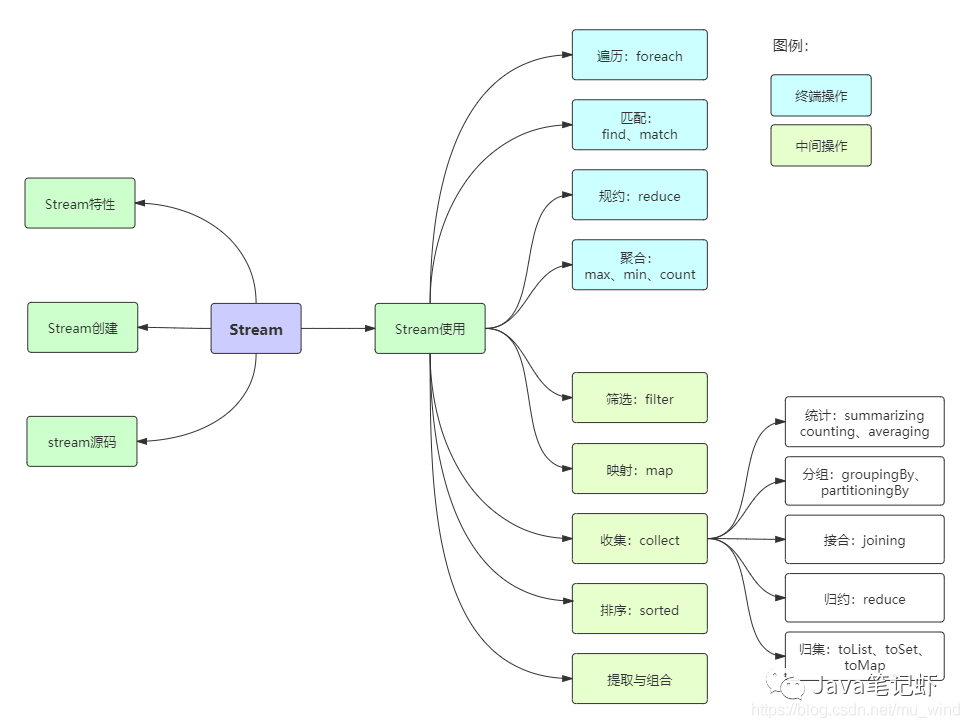 图例：
终端操作
中间操作
Stream特性
Stream创建
stream源码
Stream
Stream使用
遍历：foreach
匹配：
find、match
规约：reduce
聚合：
max、min、count
筛选：filter
映射：map
收集：collect
排序：sorted
提取与组合
统计：summarizing
counting、averaging
分组：groupingBy、
partitioningBy
接合：joining
归约：reduce
归集：toList、toSet、
toMap
Java笔记虾
https://blog.csdn.net/mu_wind